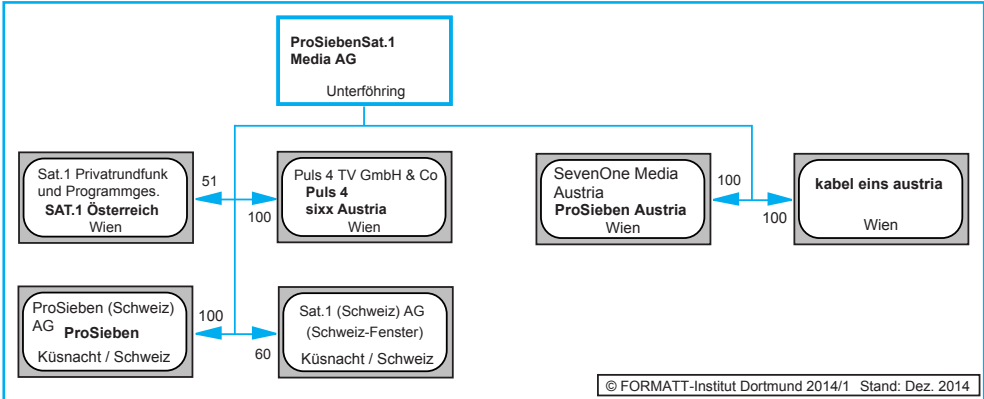 ProSiebenSat.1
Media AG
Unterföhring
Sat.1 Privatrundfunk
und Programmges.
SAT.1 Österreich
Wien
51
100
Puls 4 TV GmbH & Co
Puls 4
sixx Austria
Wien
SevenOne Media
Austria
ProSieben Austria
Wien
100
100
kabel eins austria
Wien
ProSieben (Schweiz)
AG ProSieben
Küsnacht / Schweiz
100
60
Sat.1 (Schweiz) AG
(Schweiz-Fenster)
Küsnacht / Schweiz
© FORMATT-Institut Dortmund 2014/1 Stand: Dez. 2014